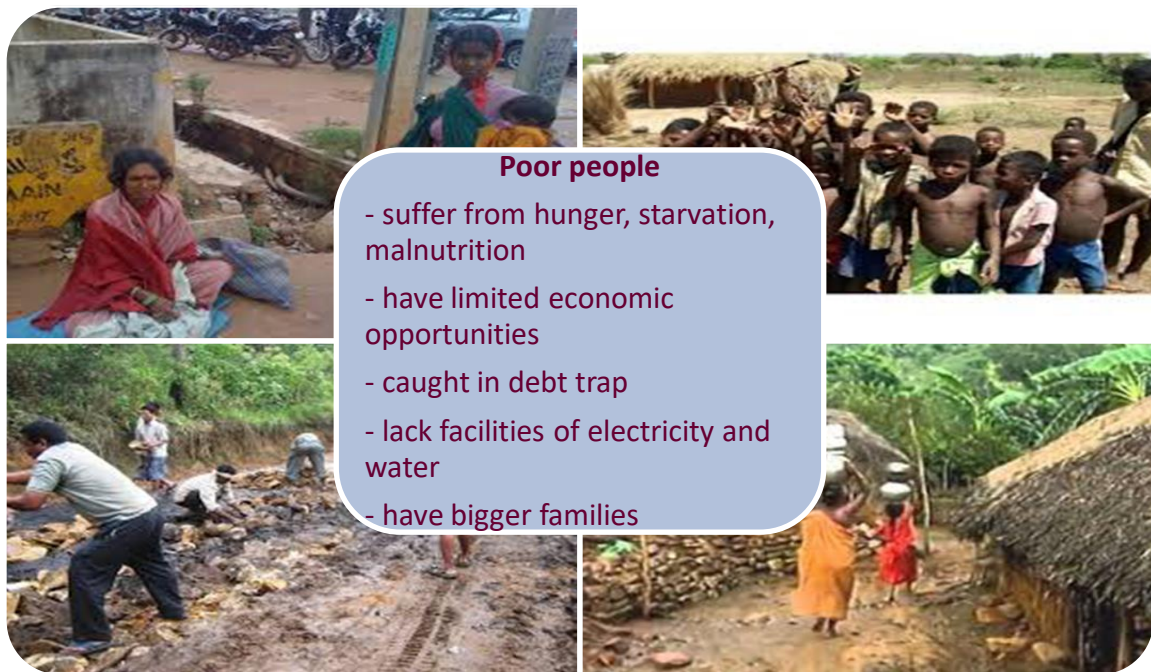 MAIN
Poor people
- suffer from hunger, starvation,
malnutrition
- have limited economic
opportunities
- caught in debt trap
- lack facilities of electricity and
water
- have bigger families